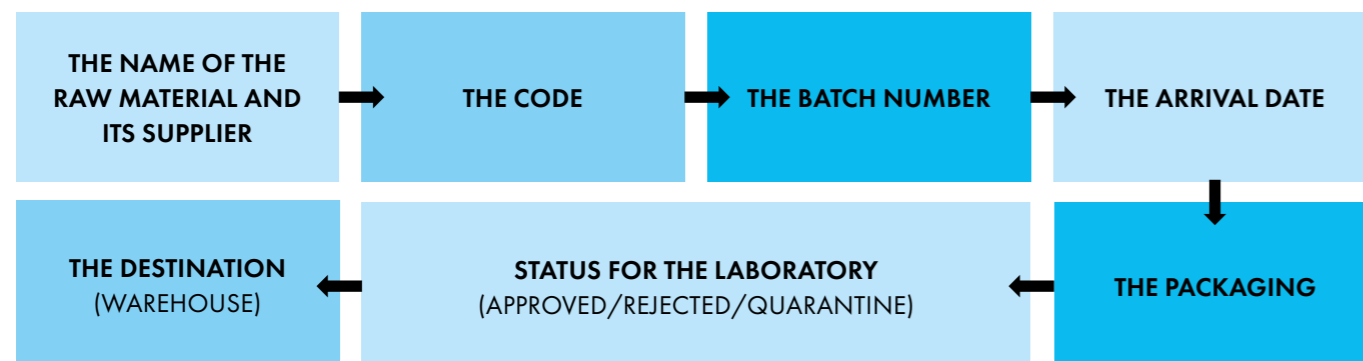 THE NAME OF THE
RAW MATERIAL AND
ITS SUPPLIER
THE CODE
THE BATCH NUMBER
THE ARRIVAL DATE
THE PACKAGING
STATUS FOR THE LABORATORY
(APPROVED/REJECTED/QUARANTINE)
THE DESTINATION
(WAREHOUSE)